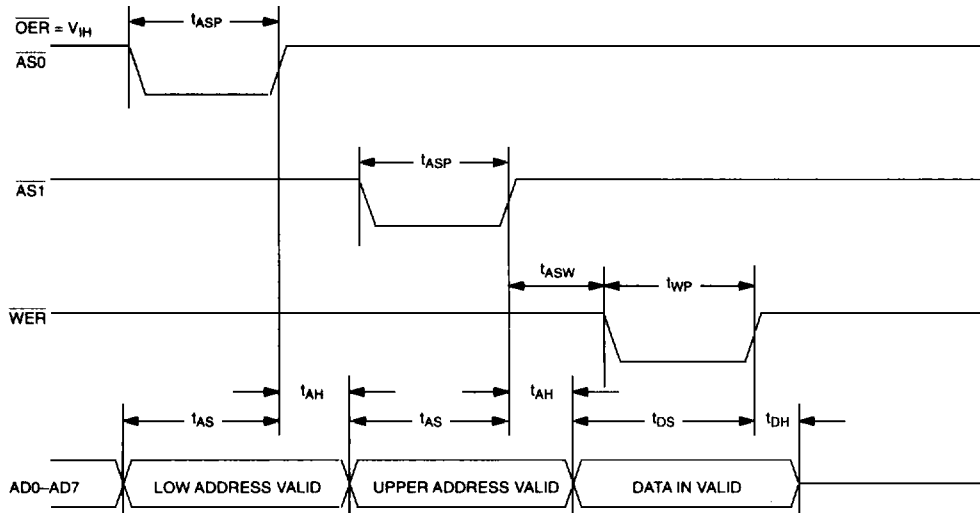 OER = VIH
tASP
AS0
tASP
AS1
tASW
tWP
WER
tAH
tAH
tAS
tAS
tDS
tDH
AD0–AD7
LOW ADDRESS VALID
UPPER ADDRESS VALID
DATA IN VALID